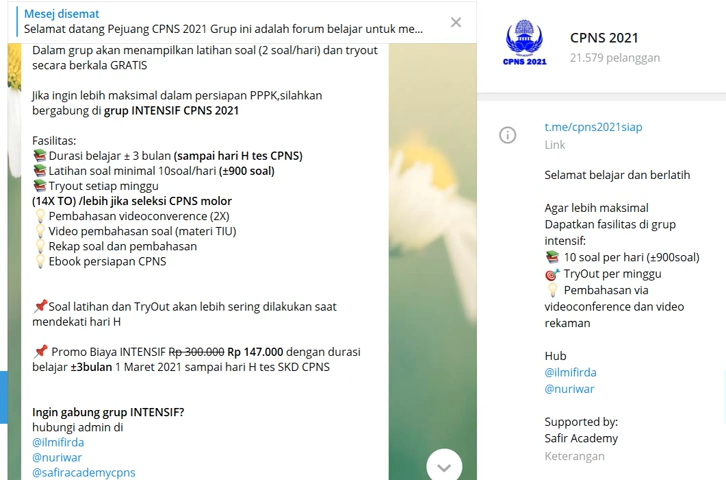 Mesej disemat
Selamat datang Pejuang CPNS 2021 Grup ini adalah forum belajar untuk me...
Dalam grup akan menampilkan latihan soal (2 soal/hari) dan tryout
secara berkala GRATIS
Jika ingin lebih maksimal dalam persiapan PPPK,silahkan
bergabung di grup INTENSIF CPNS 2021
Fasilitas:
Durasi belajar ± 3 bulan (sampai hari H tes CPNS)
Latihan soal minimal 10soal/hari (±900 soal)
Tryout setiap minggu
(14X TO) /lebih jika seleksi CPNS molor
Pembahasan videoconverence (2X)
Video pembahasan soal (materi TIU)
Rekap soal dan pembahasan
Ebook persiapan CPNS
Soal latihan dan TryOut akan lebih sering dilakukan saat
mendekati hari H
Promo Biaya INTENSIF Rp 300.000 Rp 147.000 dengan durasi
belajar ±3bulan 1 Maret 2021 sampai hari H tes SKD CPNS
Ingin gabung grup INTENSIF?
hubungi admin di
@ilmifirda
@nuriwar
@safiracademycpns
CPNS 2021
CPNS 2021
21.579 pelanggan
t.me/cpns2021siap
Link
Selamat belajar dan berlatih
Agar lebih maksimal
Dapatkan fasilitas di grup
intensif:
10 soal per hari (±900soal)
TryOut per minggu
Pembahasan via
videoconference dan video
rekaman
Hub
@ilmifirda
@nuriwar
Supported by:
Safir Academy
Keterangan